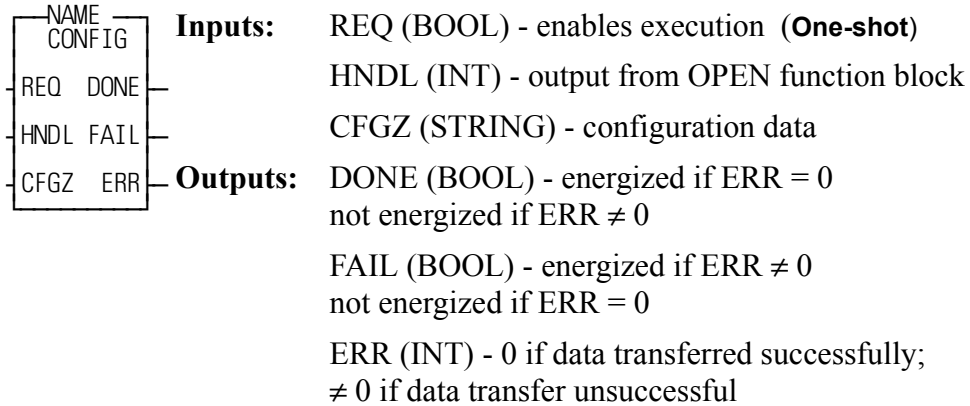 NAME
CONFIG
REQ DONE
HNDL FAIL
CFGZ ERR
Inputs: REQ (BOOL) - enables execution (One-shot)
HNDL (INT) - output from OPEN function block
CFGZ (STRING) - configuration data
Outputs: DONE (BOOL) - energized if ERR = 0
not energized if ERR ≠ 0
FAIL (BOOL) - energized if ERR ≠ 0
not energized if ERR = 0
ERR (INT) - 0 if data transferred successfully;
≠ 0 if data transfer unsuccessful